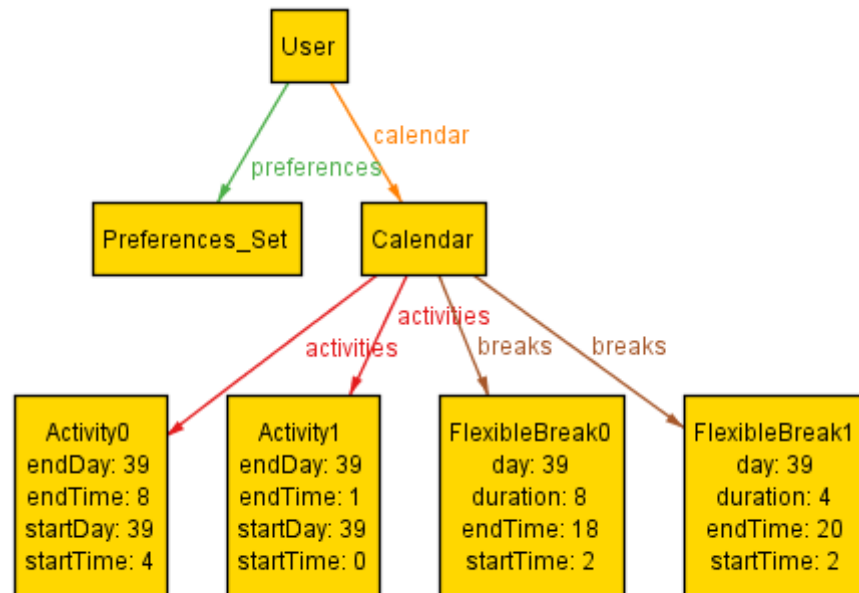 User
calendar
preferences
Preferences_Set
Calendar
activities
activities
breaks
breaks
Activity0
endDay: 39
endTime: 8
startDay: 39
startTime: 4
Activity1
endDay: 39
endTime: 1
startDay: 39
startTime: 0
FlexibleBreak0
day: 39
duration: 8
endTime: 18
startTime: 2
FlexibleBreak1
day: 39
duration: 4
endTime: 20
startTime: 2